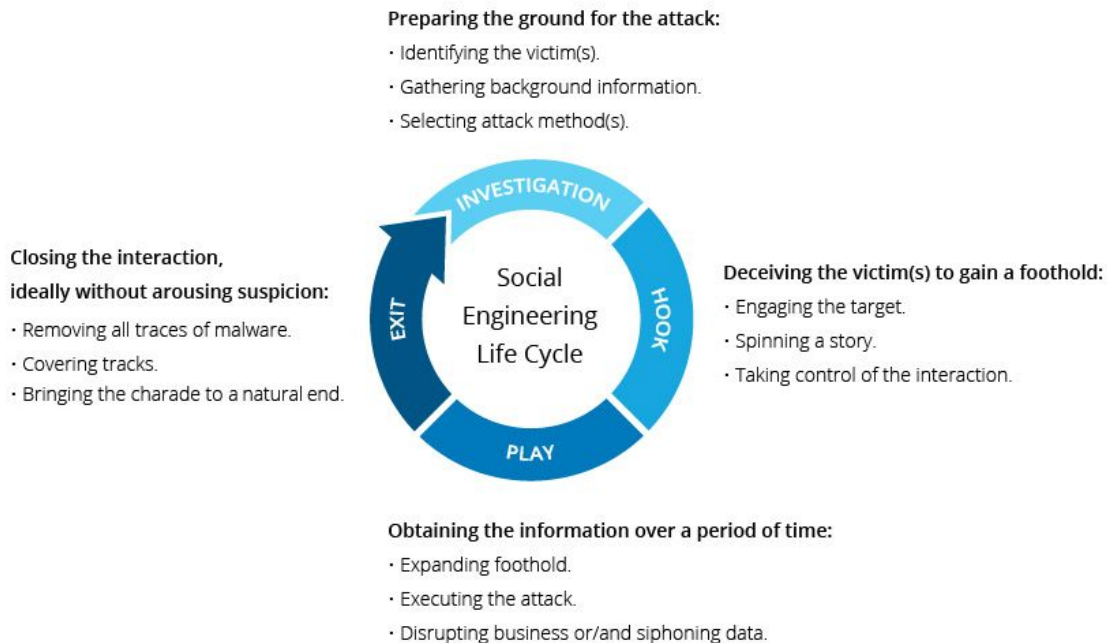 Preparing the ground for the attack:
· Identifying the victim(s).
· Gathering background information.
· Selecting attack method(s).
INVESTIGATION
Closing the interaction,
ideally without arousing suspicion:
· Removing all traces of malware.
· Covering tracks.
· Bringing the charade to a natural end.
EXIT
Social
Engineering
Life Cycle
HOOK
Deceiving the victim(s) to gain a foothold:
· Engaging the target.
· Spinning a story.
· Taking control of the interaction.
PLAY
Obtaining the information over a period of time:
· Expanding foothold.
· Executing the attack.
· Disrupting business or/and siphoning data.